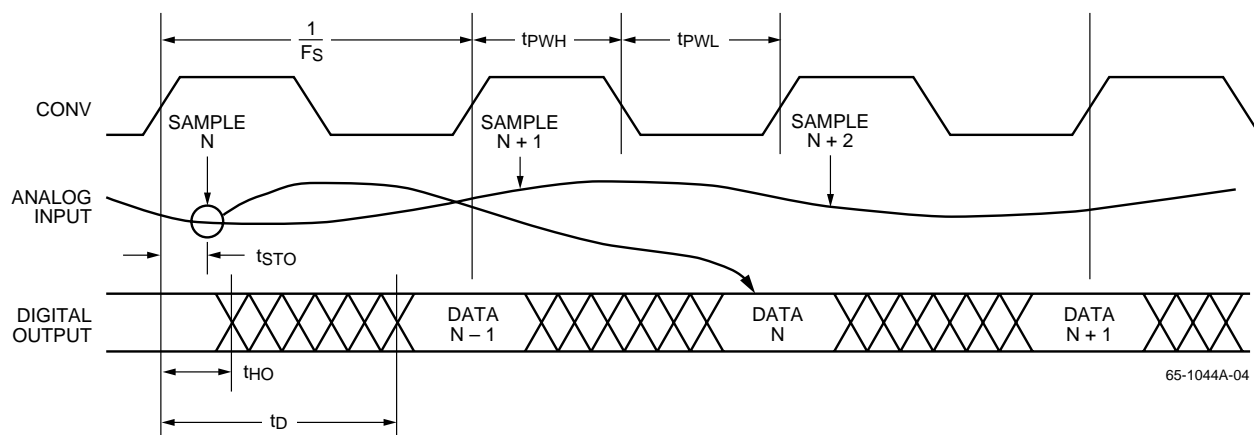 1
FS
tPWH
tPWL
CONV
SAMPLE
N
SAMPLE
N + 1
SAMPLE
N + 2
ANALOG
INPUT
tSTO
DIGITAL
OUTPUT
DATA
N – 1
DATA
N
DATA
N + 1
tHO
65-1044A-04
tD